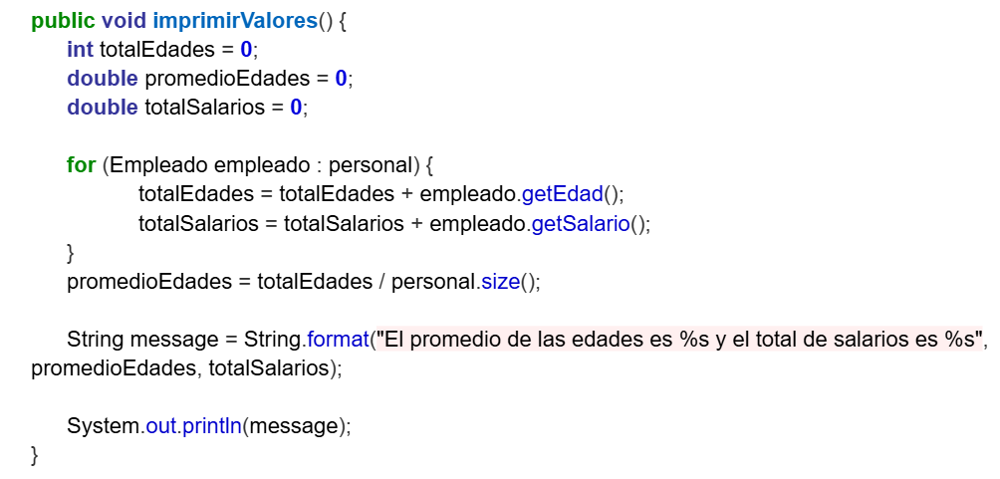 public void imprimirValores() {
int totalEdades = 0;
double promedioEdades = 0;
double totalSalarios = 0;
for (Empleado empleado : personal) {
totalEdades = totalEdades + empleado.getEdad();
totalSalarios = totalSalarios + empleado.getSalario();
}
promedioEdades = totalEdades / personal.size();
String message = String.format("El promedio de las edades es %s y el total de salarios es %s",
promedioEdades, totalSalarios);
System.out.println(message);
}